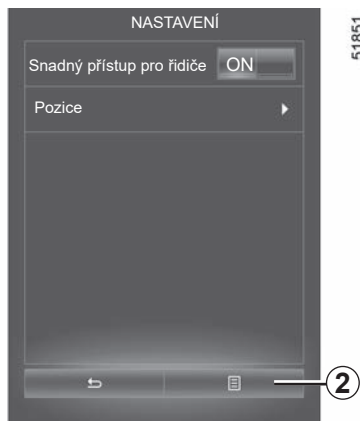 NASTAVENÍ
Snadný přístup pro řidiče ON
Pozice
2
51851